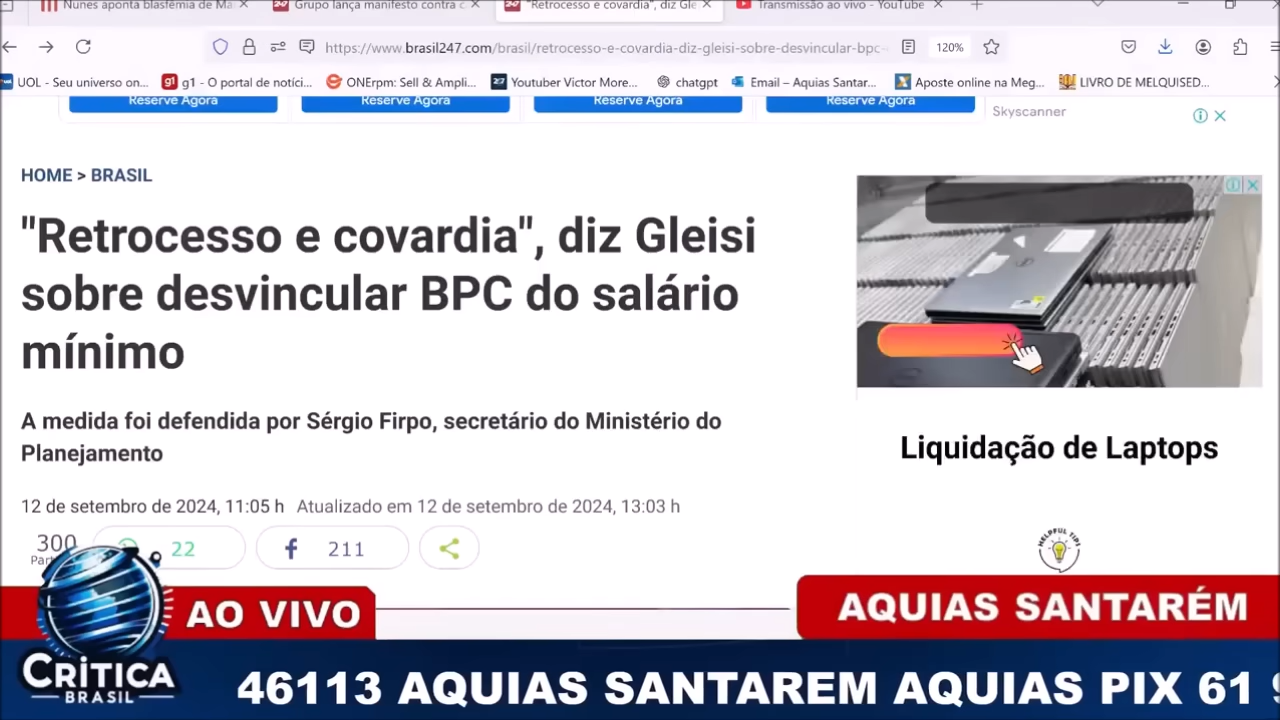 Nunes aponta blasfêmia de Ma
Grupo lança manifesto contra c
"Retrocesso e covardia", diz Gle
Transmissão ao vivo - YouTube
https://www.brasil247.com/brasil/retrocesso-e-covardia-diz-gleisi-sobre-desvincular-bpc-
120%
UOL - Seu universo on...
g1
g1 - O portal de notíci...
ONErpm: Sell & Ampli...
247
Youtuber Victor More...
chatgpt
Email – Aquias Santar...
Aposte online na Meg...
LIVRO DE MELQUISED...
Reserve Agora
Reserve Agora
Reserve Agora
Reserve Agora
Skyscanner
HOME > BRASIL
"Retrocesso e covardia", diz Gleisi
sobre desvincular BPC do salário
mínimo
A medida foi defendida por Sérgio Firpo, secretário do Ministério do
Planejamento
12 de setembro de 2024, 11:05 h Atualizado em 12 de setembro de 2024, 13:03 h
300
Part
22
211
Liquidação de Laptops
HELPFUL TIPS
AO VIVO
AQUIAS SANTARÉM
CRÍTICA
BRASIL
46113 AQUIAS SANTAREM AQUIAS PIX 61 9